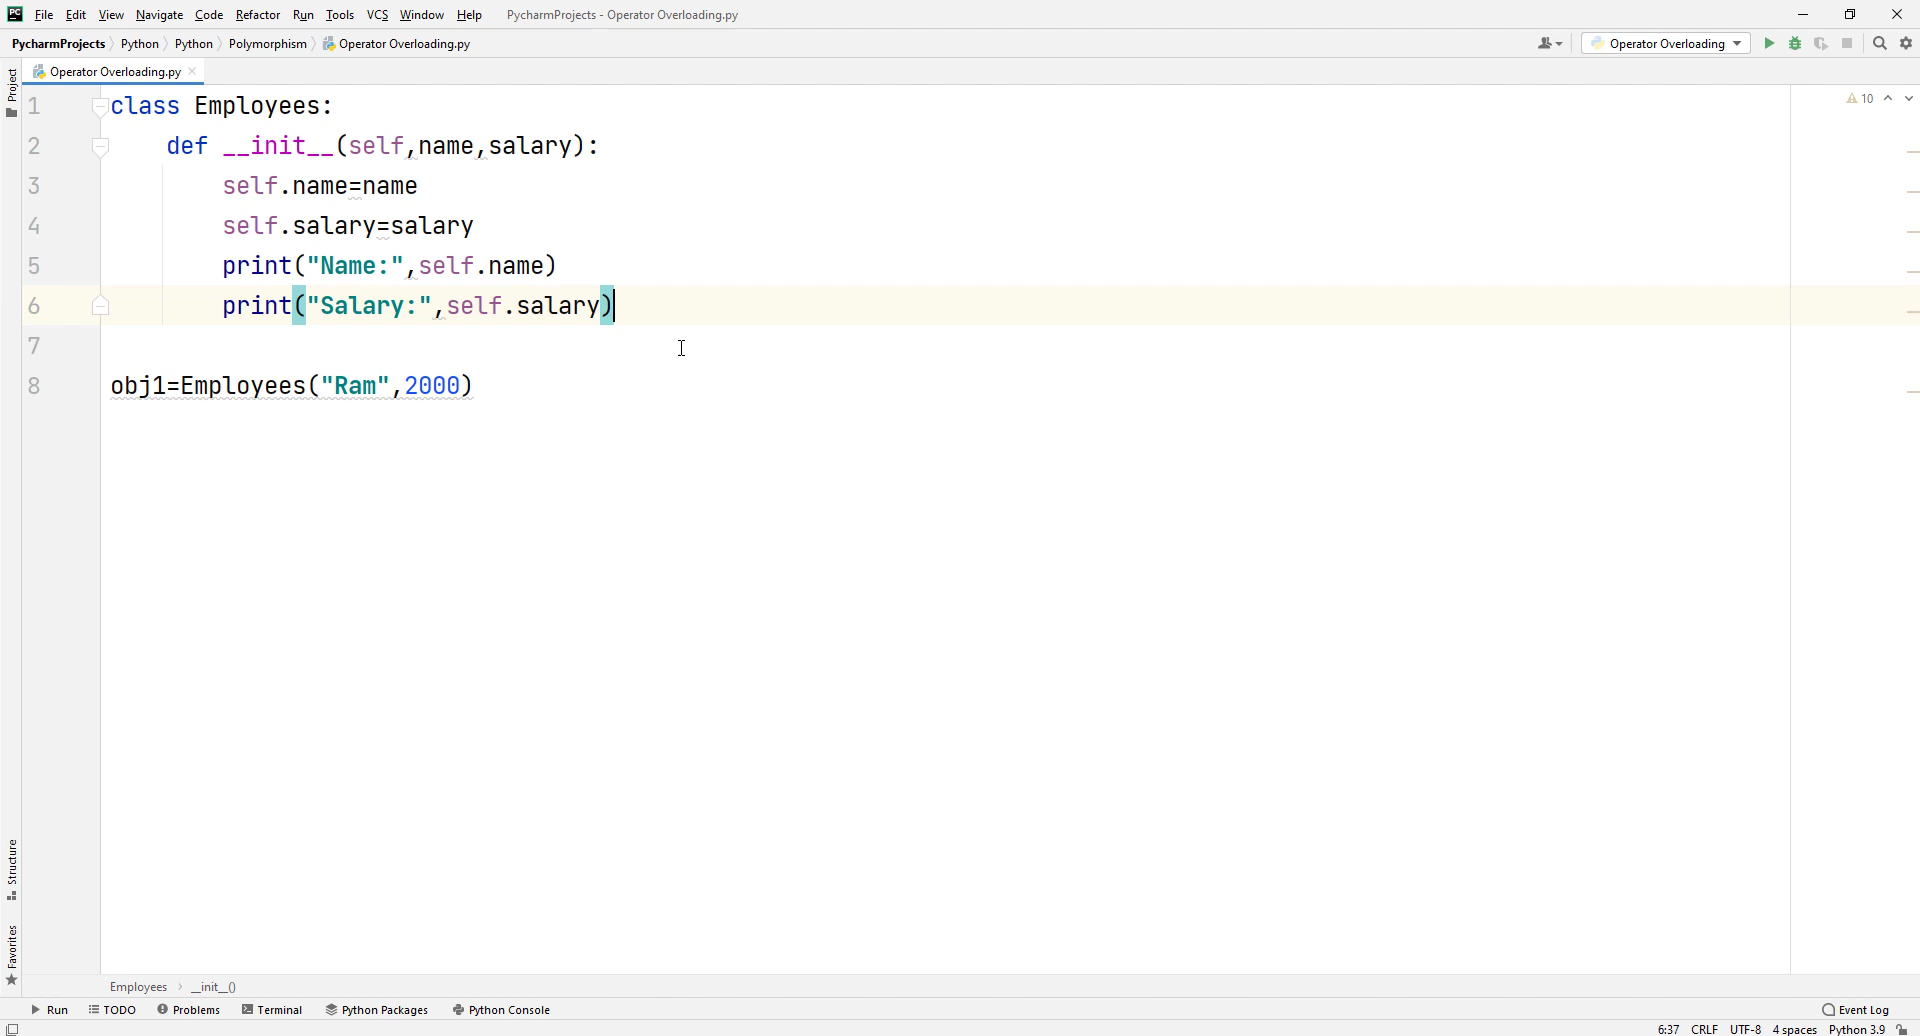 PC File Edit View Navigate Code Refactor Run Tools VCS Window Help PycharmProjects - Operator Overloading.py
PycharmProjects Python Python Polymorphism Operator Overloading.py Operator Overloading
Project Operator Overloading.py
10
1 class Employees:
2 def __init__(self,name,salary):
3 self.name=name
4 self.salary=salary
5 print("Name:",self.name)
6 print("Salary:",self.salary)
7
8 obj1=Employees("Ram",2000)
Structure
Favorites
Employees __init__()
Run TODO Problems Terminal Python Packages Python Console Event Log
6:37 CRLF UTF-8 4 spaces Python 3.9